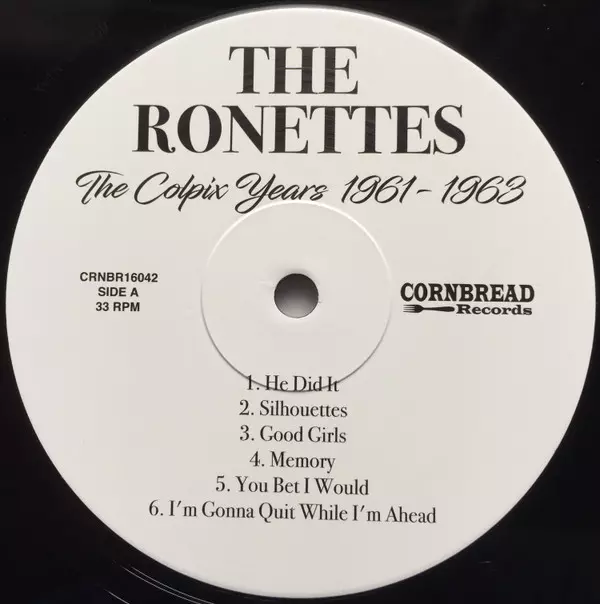 THE
RONETTES
The Colpix Years 1961 - 1963
CRNBR16042
SIDE A
33 RPM
CORNBREAD
Records
1. He Did It
2. Silhouettes
3. Good Girls
4. Memory
5. You Bet I Would
6. I'm Gonna Quit While I'm Ahead